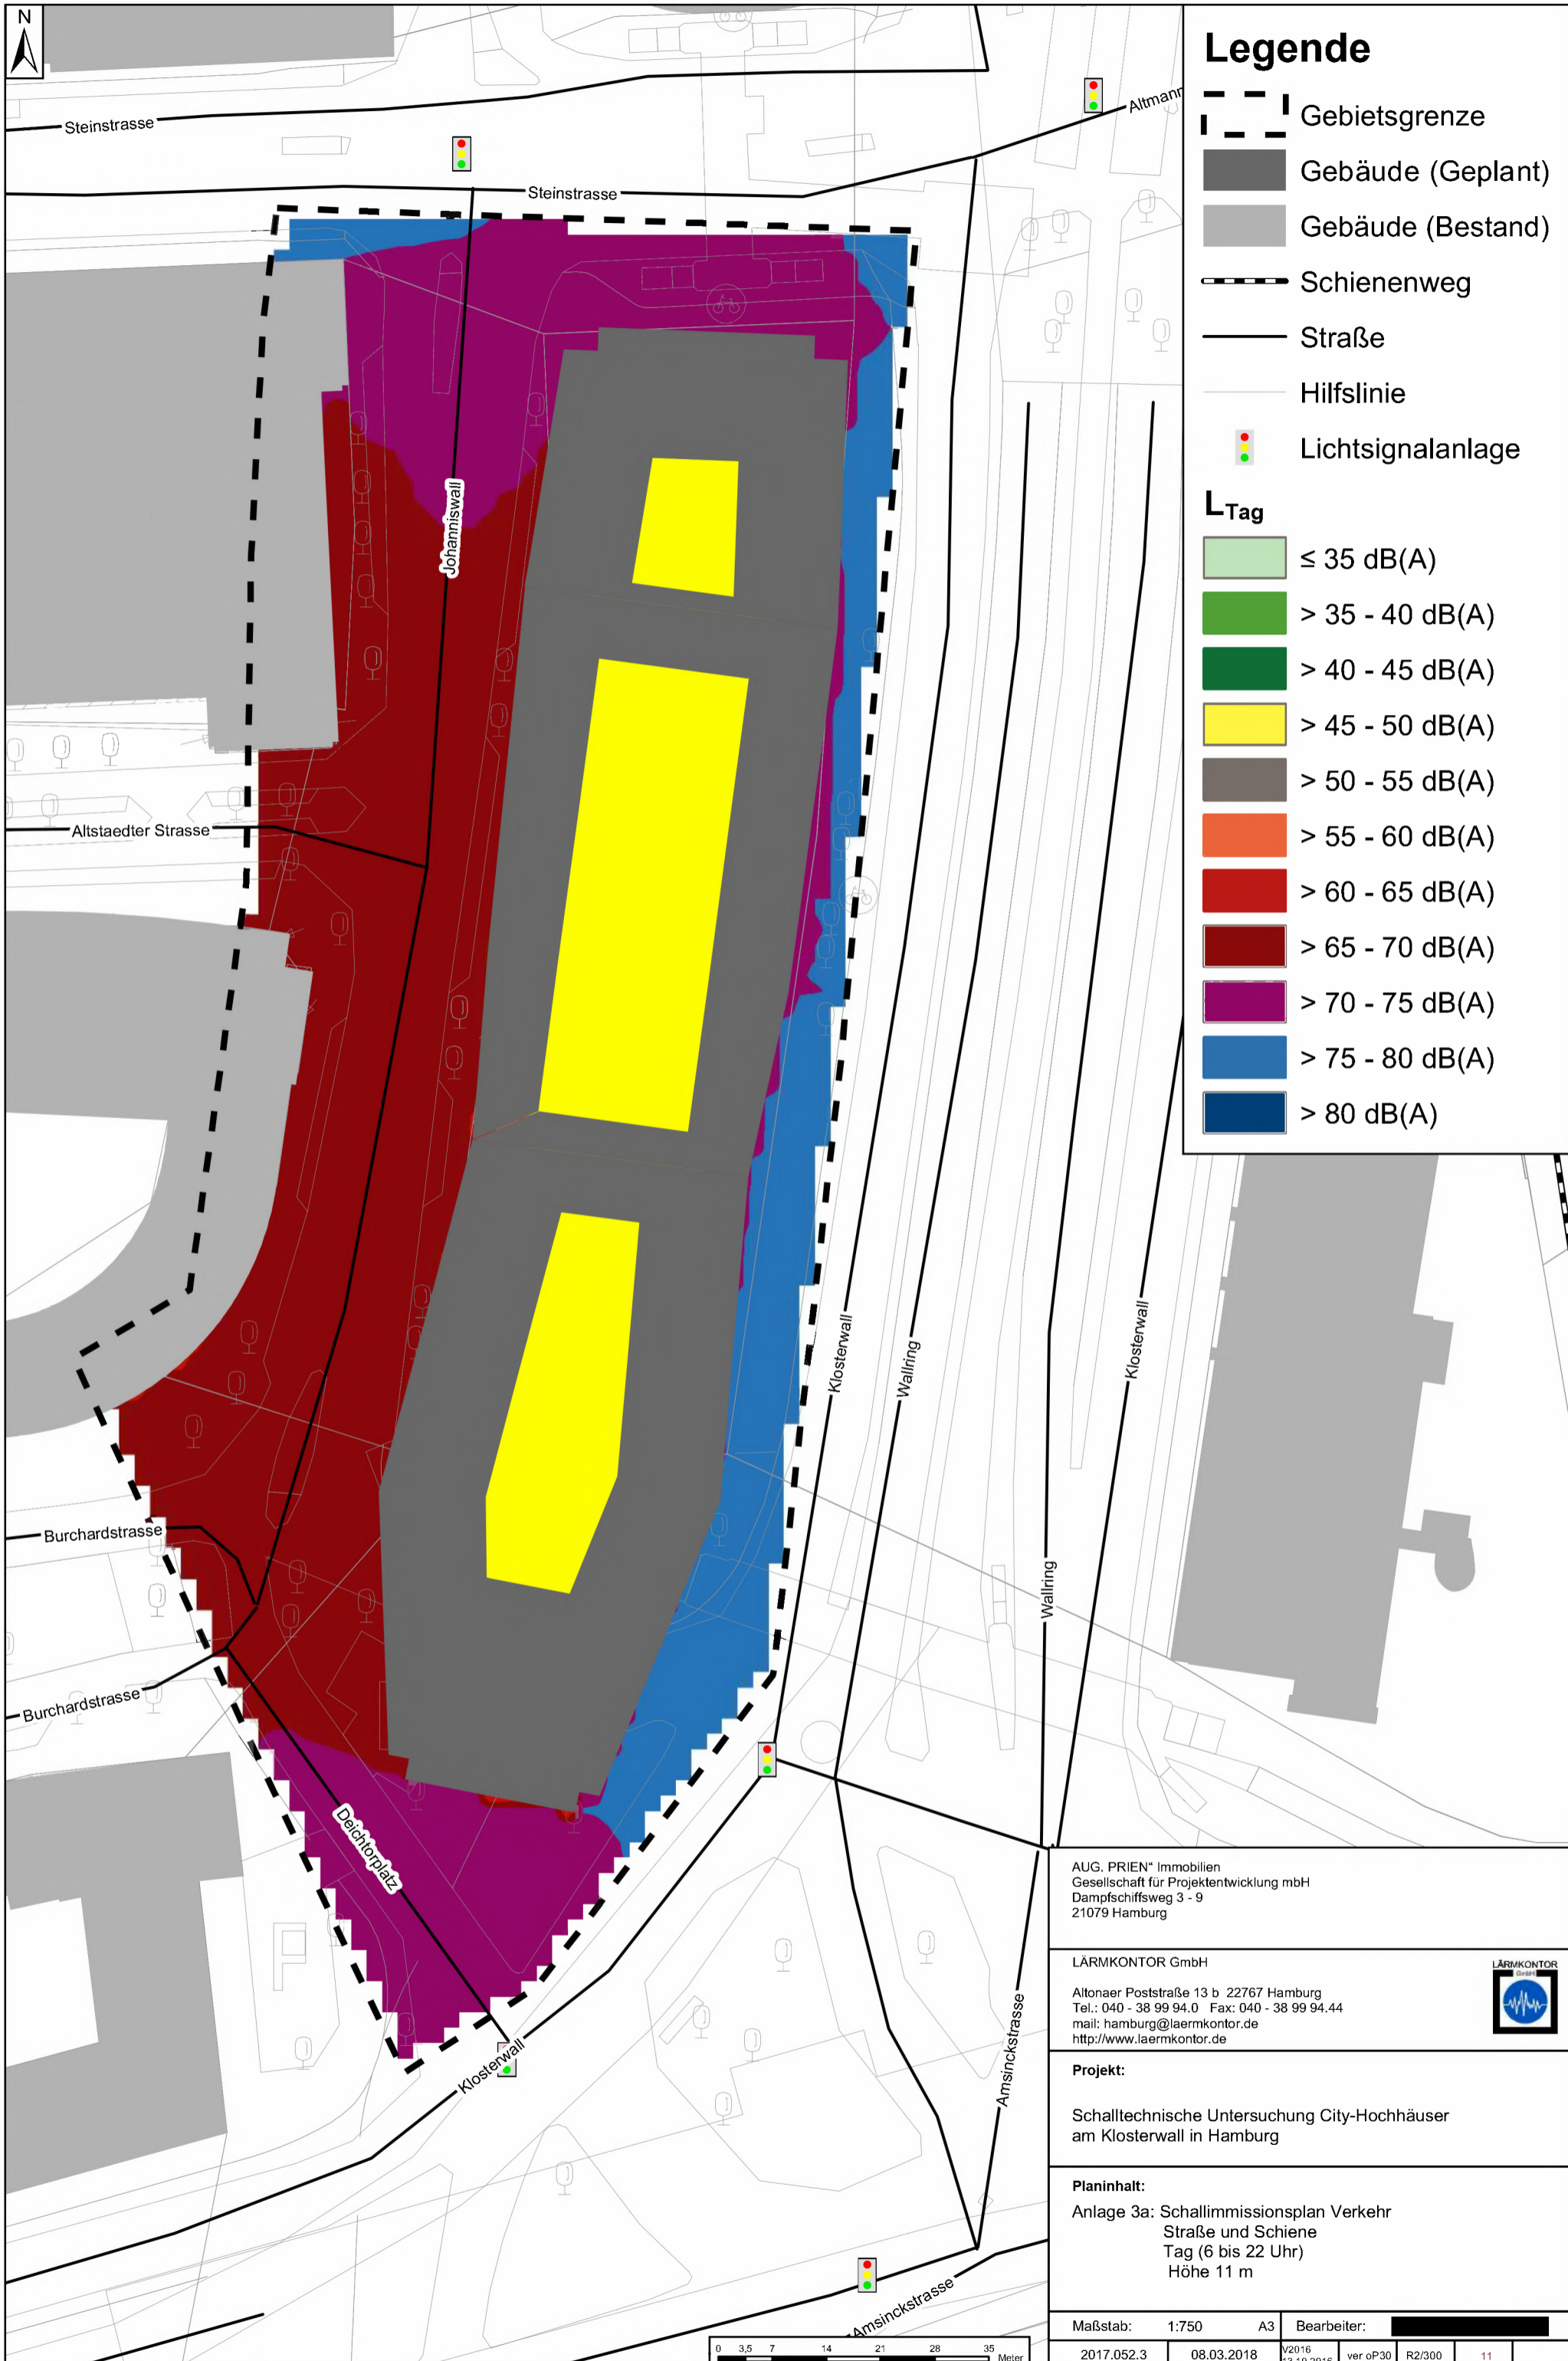 N
Steinstrasse
Steinstrasse
Johanniswall
Altstaedter Strasse
Burchardstrasse
Burchardstrasse
Deichtorplatz
Klosterwall
Klosterwall
Wallring
Klosterwall
Wallring
Amsinckstrasse
Amsinckstrasse
Legende
Gebietsgrenze
Gebäude (Geplant)
Gebäude (Bestand)
Schienenweg
Straße
Hilfslinie
Lichtsignalanlage
LTag
≤ 35 dB(A)
> 35 - 40 dB(A)
> 40 - 45 dB(A)
> 45 - 50 dB(A)
> 50 - 55 dB(A)
> 55 - 60 dB(A)
> 60 - 65 dB(A)
> 65 - 70 dB(A)
> 70 - 75 dB(A)
> 75 - 80 dB(A)
> 80 dB(A)
AUG. PRIEN" Immobilien
Gesellschaft für Projektentwicklung mbH
Dampfschiffsweg 3 - 9
21079 Hamburg
LÄRMKONTOR GmbH
Altonaer Poststraße 13 b 22767 Hamburg
Tel.: 040 - 38 99 94.0 Fax: 040 - 38 99 94.44
mail: hamburg@laermkontor.de
http://www.laermkontor.de
LÄRMKONTOR
GmbH
Projekt:
Schalltechnische Untersuchung City-Hochhäuser
am Klosterwall in Hamburg
Planinhalt:
Anlage 3a: Schallimmissionsplan Verkehr
Straße und Schiene
Tag (6 bis 22 Uhr)
Höhe 11 m
Maßstab: 1:750 A3 Bearbeiter:
2017.052.3 08.03.2018 V2016 ver oP30 R2/300 11
0 3,5 7 14 21 28 35 Meter